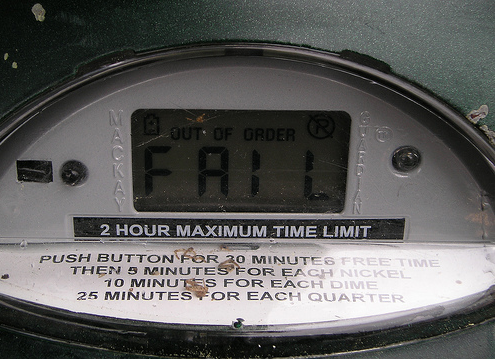 MACKAY
OUT OF ORDER
FAIL
GUARDIAN
2 HOUR MAXIMUM TIME LIMIT
PUSH BUTTON FOR 20 MINUTES FREE TIME
THEN 5 MINUTES FOR EACH NICKEL
10 MINUTES FOR EACH DIME
25 MINUTES FOR EACH QUARTER